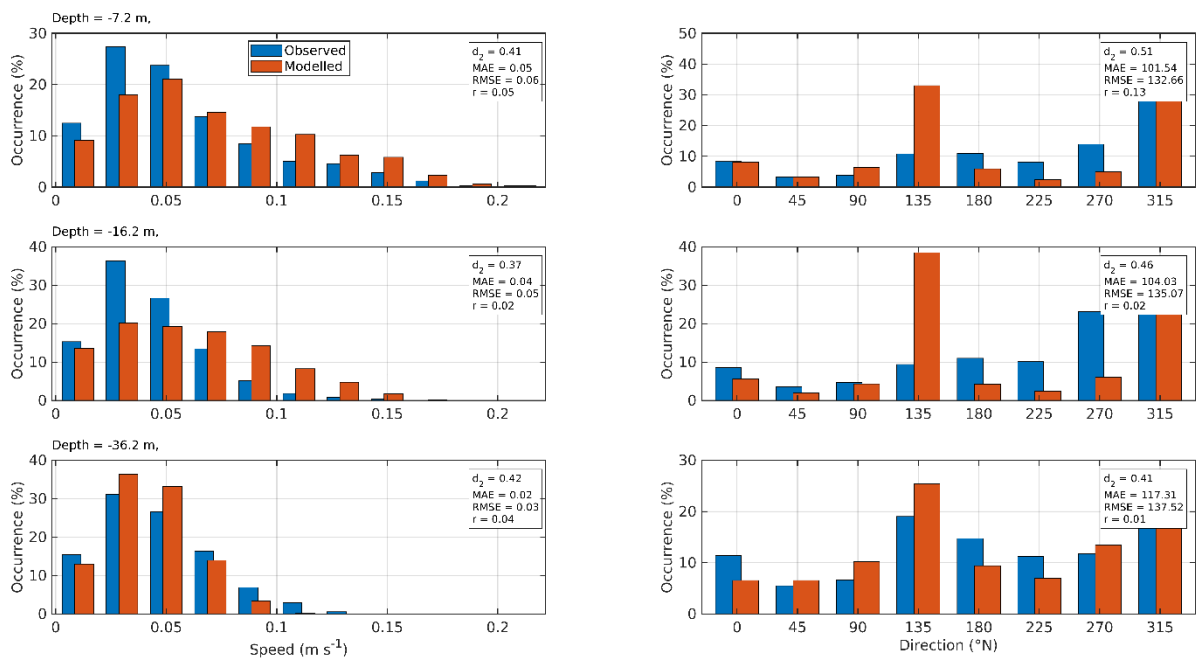 Depth = -7.2 m,
Occurrence (%)
30
20
10
0
0
0.05
0.1
0.15
0.2
Observed
Modelled
d2 = 0.41
MAE = 0.05
RMSE = 0.06
r = 0.05
Occurrence (%)
50
40
30
20
10
0
0
45
90
135
180
225
270
315
d2 = 0.51
MAE = 101.54
RMSE = 132.66
r = 0.13
Depth = -16.2 m,
Occurrence (%)
40
30
20
10
0
0
0.05
0.1
0.15
0.2
d2 = 0.37
MAE = 0.04
RMSE = 0.05
r = 0.02
Occurrence (%)
40
30
20
10
0
0
45
90
135
180
225
270
315
d2 = 0.46
MAE = 104.03
RMSE = 135.07
r = 0.02
Depth = -36.2 m,
Occurrence (%)
40
30
20
10
0
0
0.05
0.1
0.15
0.2
Speed (m s⁻¹)
d2 = 0.42
MAE = 0.02
RMSE = 0.03
r = 0.04
Occurrence (%)
30
20
10
0
0
45
90
135
180
225
270
315
Direction (°N)
d2 = 0.41
MAE = 117.31
RMSE = 137.52
r = 0.01